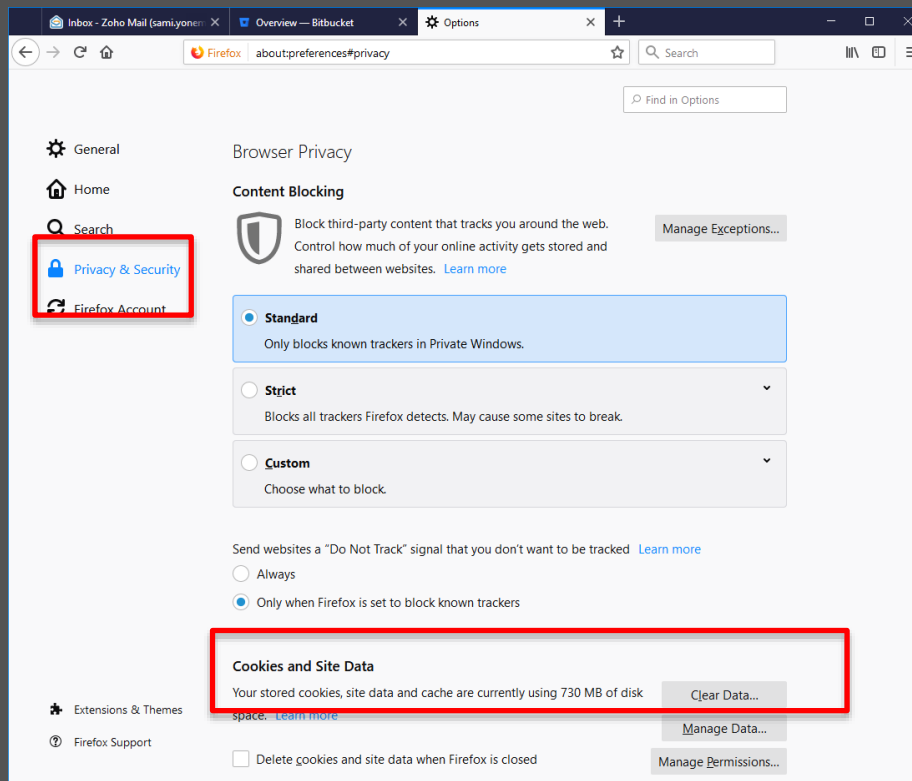 Inbox - Zoho Mail (sami.yonem
Overview — Bitbucket
Options
Firefox about:preferences#privacy
Search
Find in Options
General
Home
Search
Privacy & Security
Firefox Account
Browser Privacy
Content Blocking
Block third-party content that tracks you around the web.
Control how much of your online activity gets stored and
shared between websites. Learn more
Manage Exceptions...
Standard
Only blocks known trackers in Private Windows.
Strict
Blocks all trackers Firefox detects. May cause some sites to break.
Custom
Choose what to block.
Send websites a “Do Not Track” signal that you don’t want to be tracked Learn more
Always
Only when Firefox is set to block known trackers
Cookies and Site Data
Your stored cookies, site data and cache are currently using 730 MB of disk
space. Learn more
Clear Data...
Manage Data...
Delete cookies and site data when Firefox is closed
Manage Permissions...
Extensions & Themes
Firefox Support